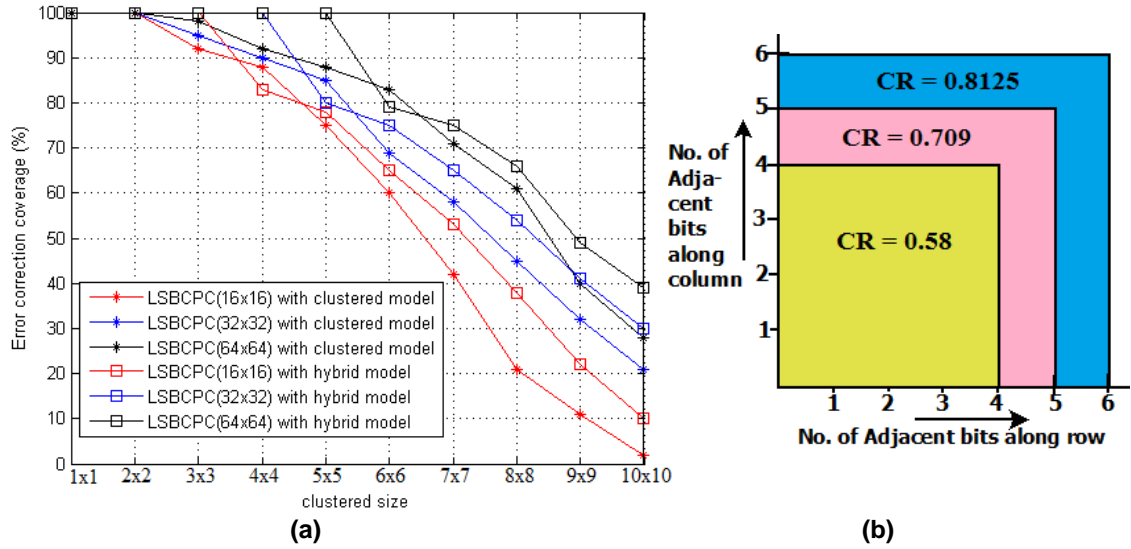 100
90
80
70
60
50
40
30
20
10
0
Error correction coverage (%)
LSBCPC(16x16) with clustered model
LSBCPC(32x32) with clustered model
LSBCPC(64x64) with clustered model
LSBCPC(16x16) with hybrid model
LSBCPC(32x32) with hybrid model
LSBCPC(64x64) with hybrid model
1x1 2x2 3x3 4x4 5x5 6x6 7x7 8x8 9x9 10x10
clustered size
(a)
6
5
4
3
2
1
No. of
Adja-
cent
bits
along
column
CR = 0.8125
CR = 0.709
CR = 0.58
1 2 3 4 5 6
No. of Adjacent bits along row
(b)